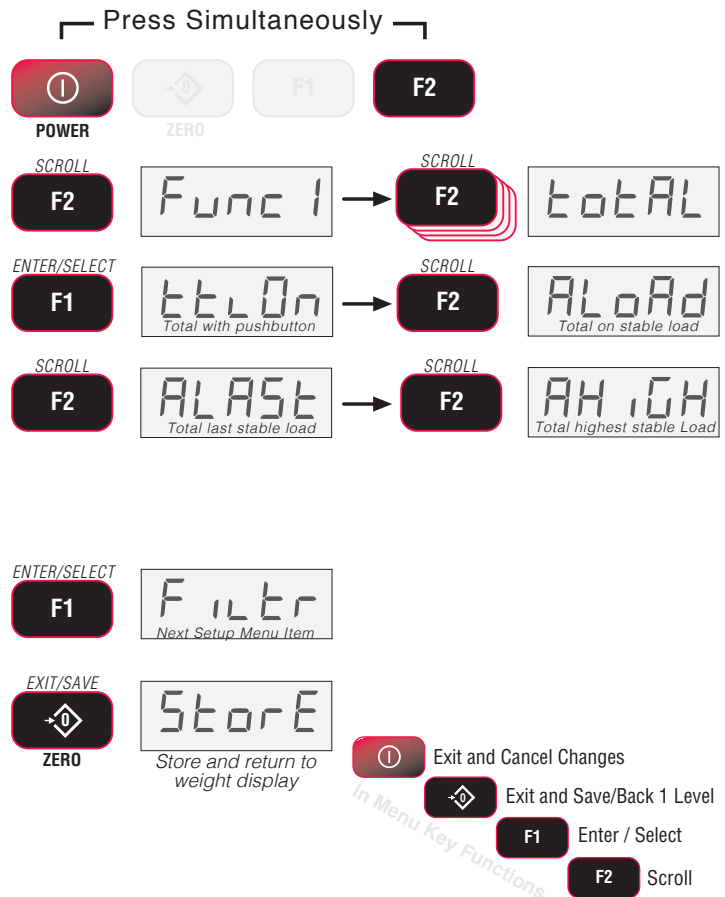 Press Simultaneously
F1 F2
POWER ZERO
SCROLL SCROLL
F2 Func 1 F2 totAL
ENTER/SELECT SCROLL
F1 ttLOn F2 ALoAd
Total with pushbutton Total on stable load
SCROLL SCROLL
F2 ALASt F2 AHiGH
Total last stable load Total highest stable Load
ENTER/SELECT
F1 FiLtr
Next Setup Menu Item
EXIT/SAVE
0 StorE
ZERO Store and return to
weight display
Exit and Cancel Changes
0 Exit and Save/Back 1 Level
F1 Enter / Select
F2 Scroll
In Menu Key Functions